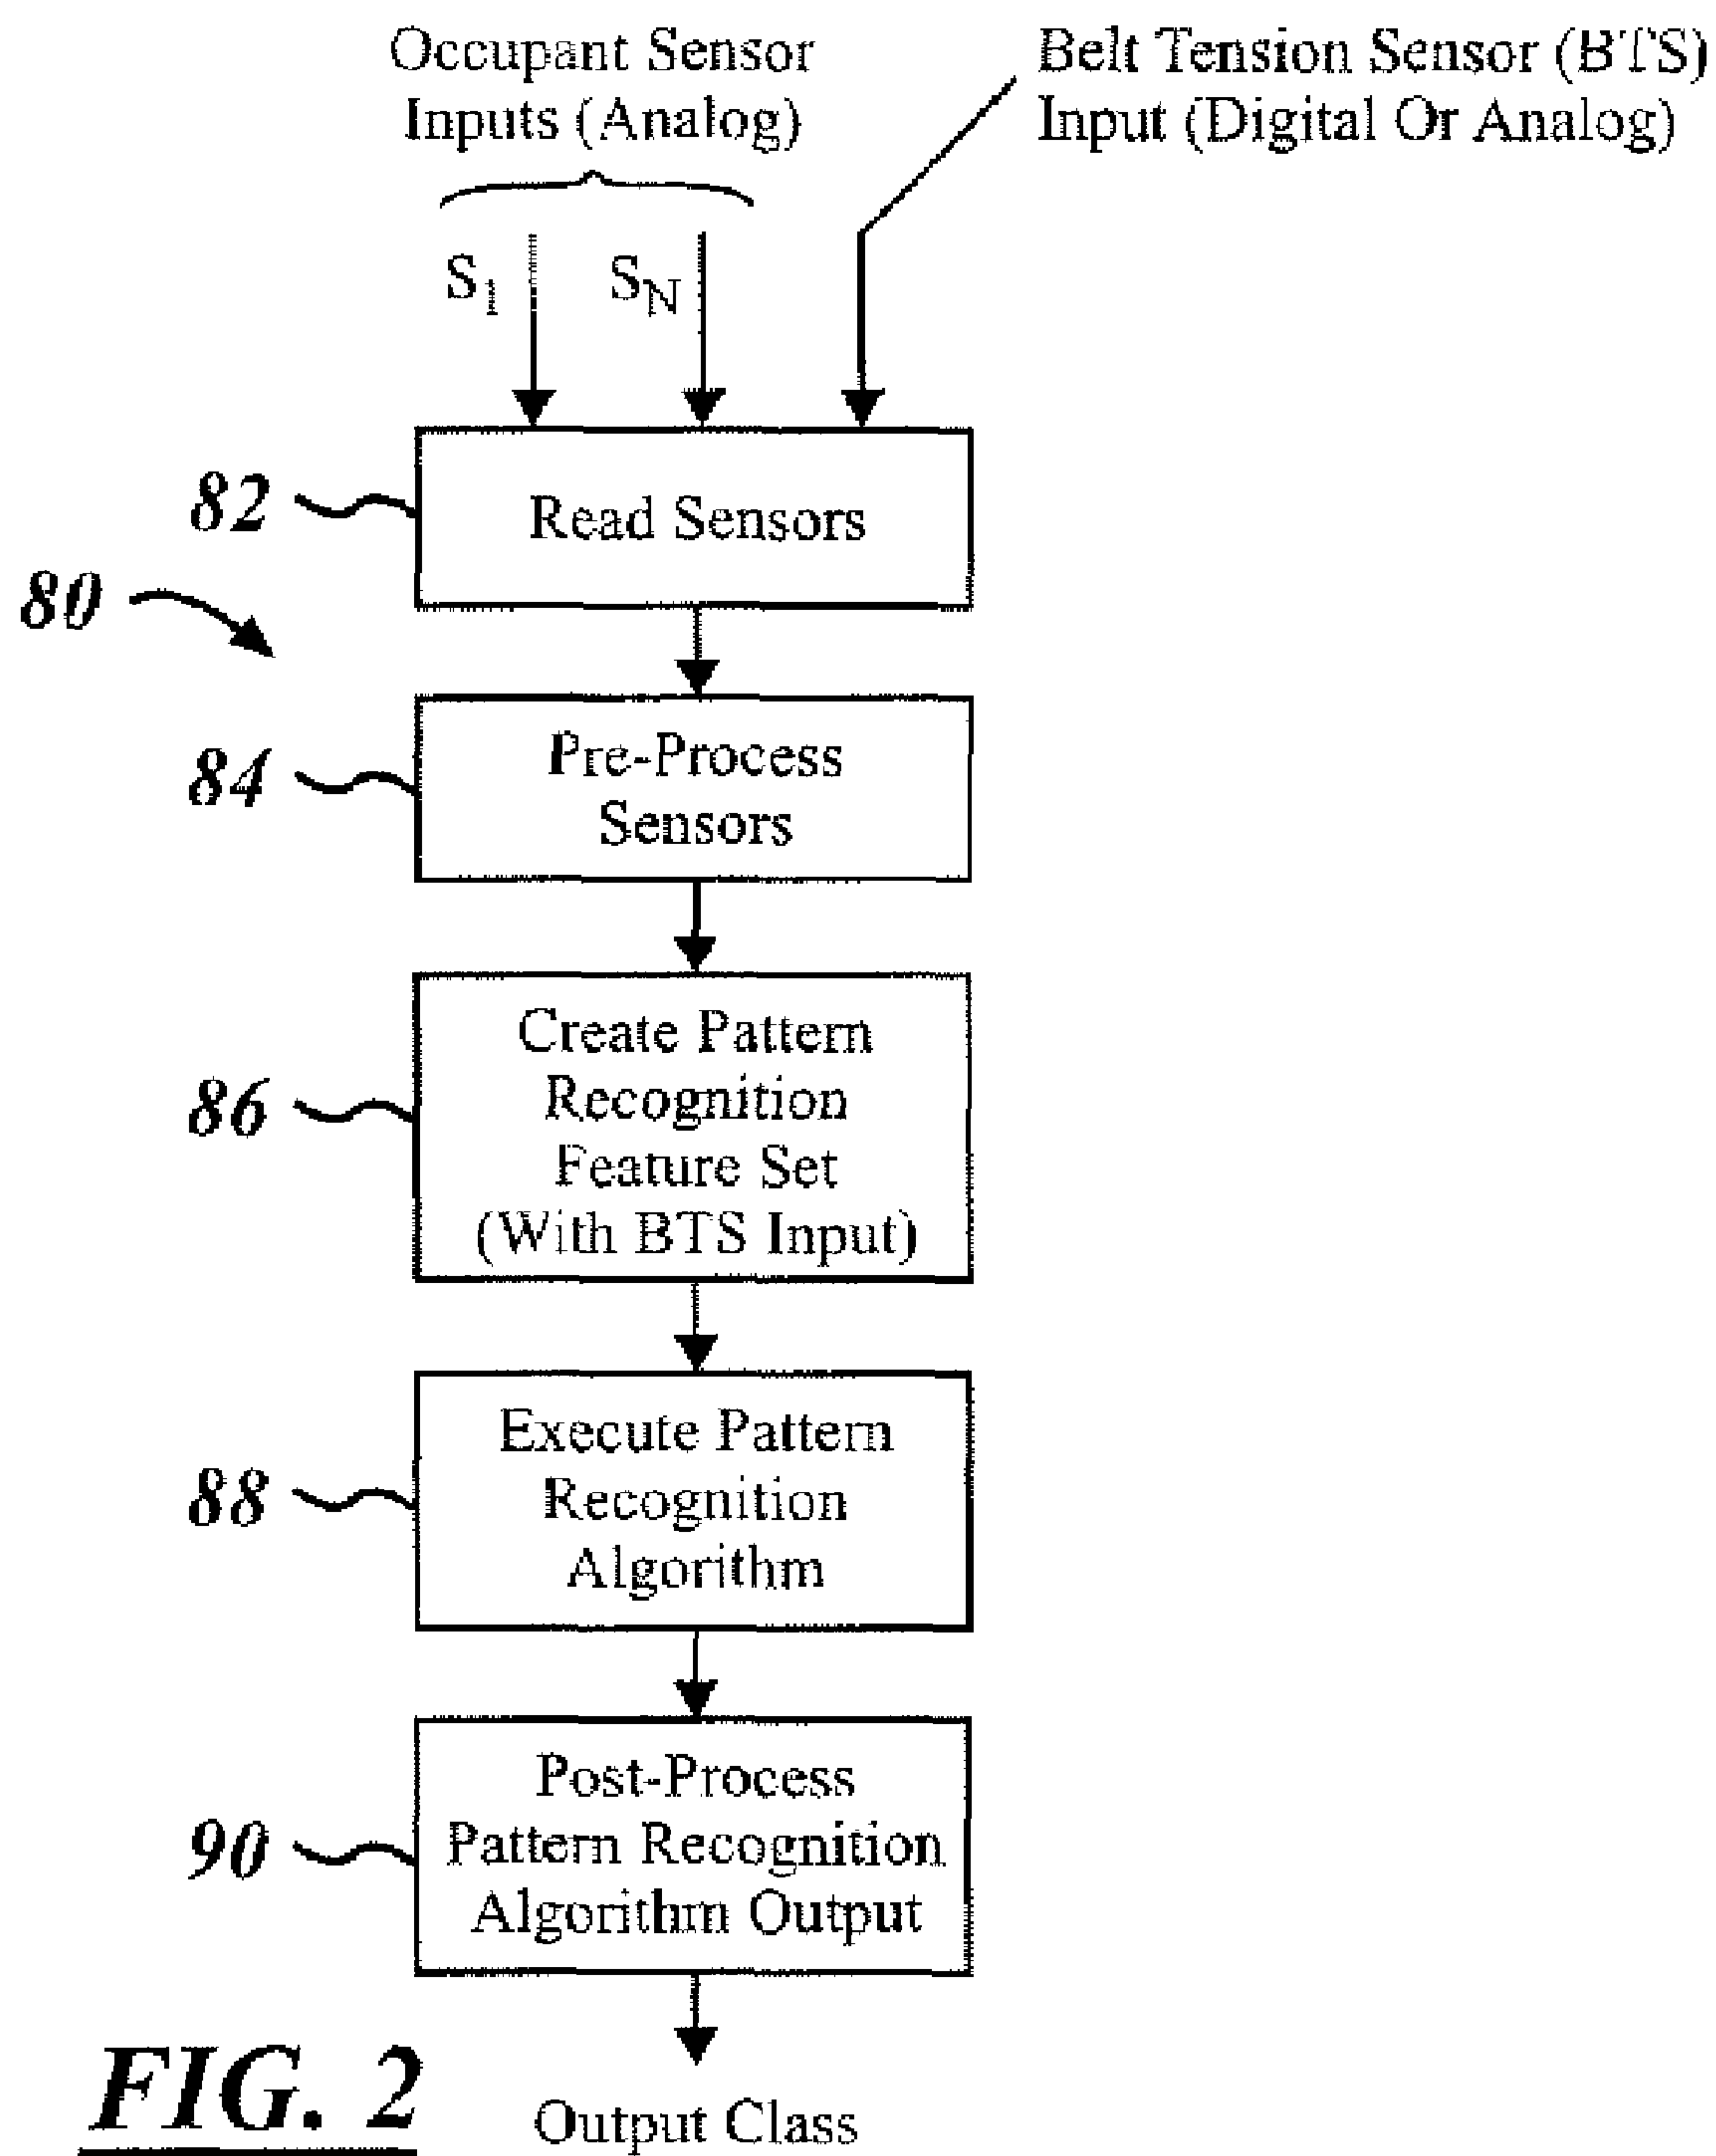 Occupant Sensor
Inputs (Analog)
Belt Tension Sensor (BTS)
Input (Digital Or Analog)
S1
SN
82
Read Sensors
80
84
Pre-Process
Sensors
86
Create Pattern
Recognition
Feature Set
(With BTS Input)
88
Execute Pattern
Recognition
Algorithm
90
Post-Process
Pattern Recognition
Algorithm Output
FIG. 2
Output Class